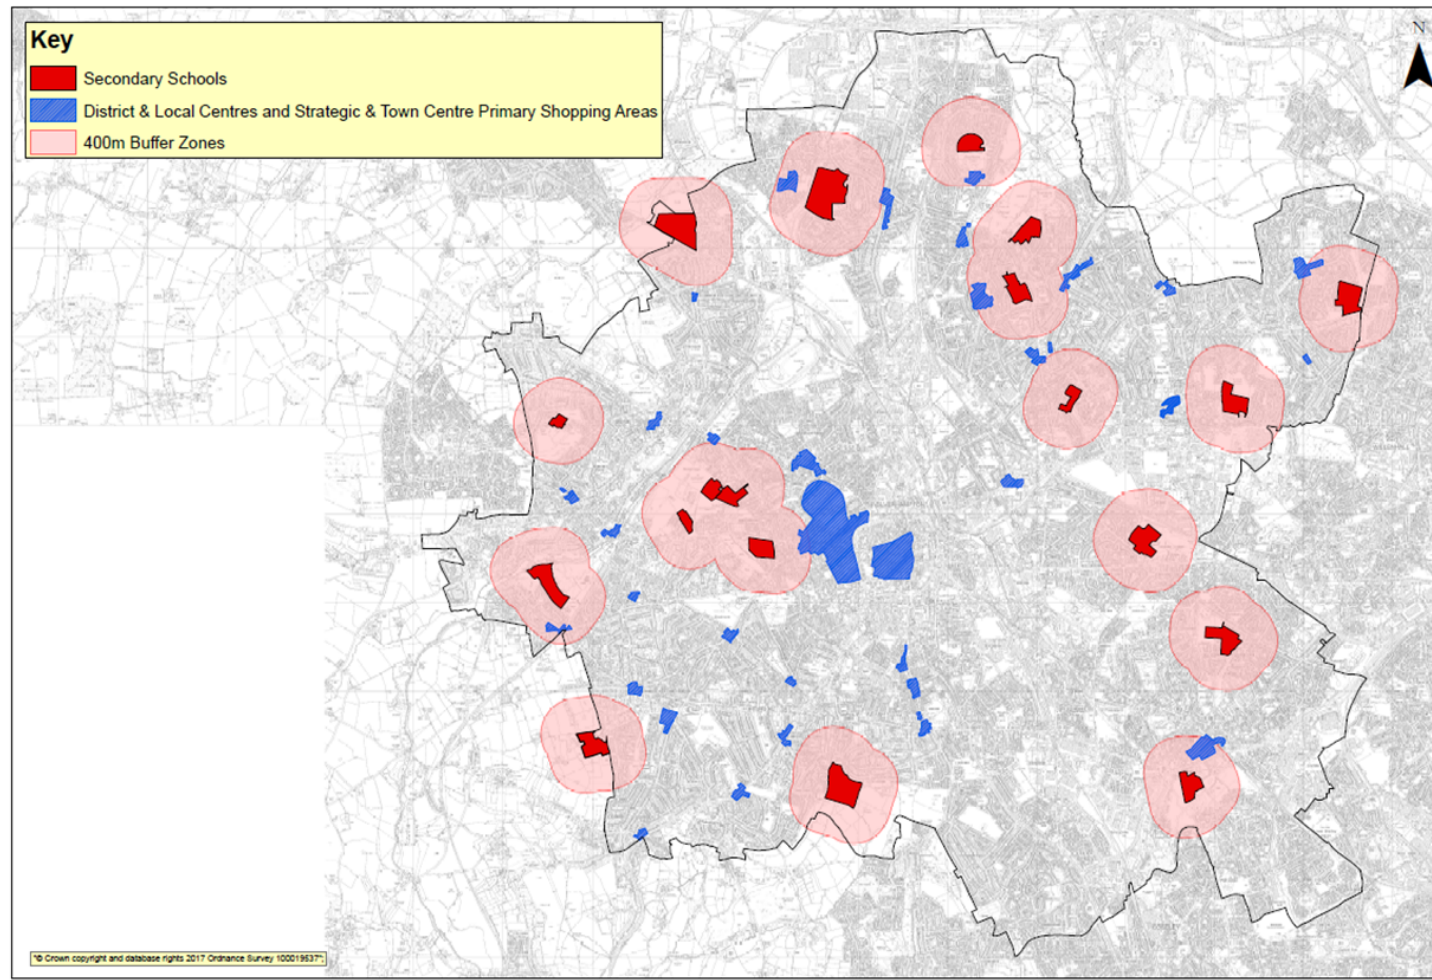 Key
Secondary Schools
District & Local Centres and Strategic & Town Centre Primary Shopping Areas
400m Buffer Zones
N
"© Crown copyright and database rights 2017 Ordnance Survey 100019537";